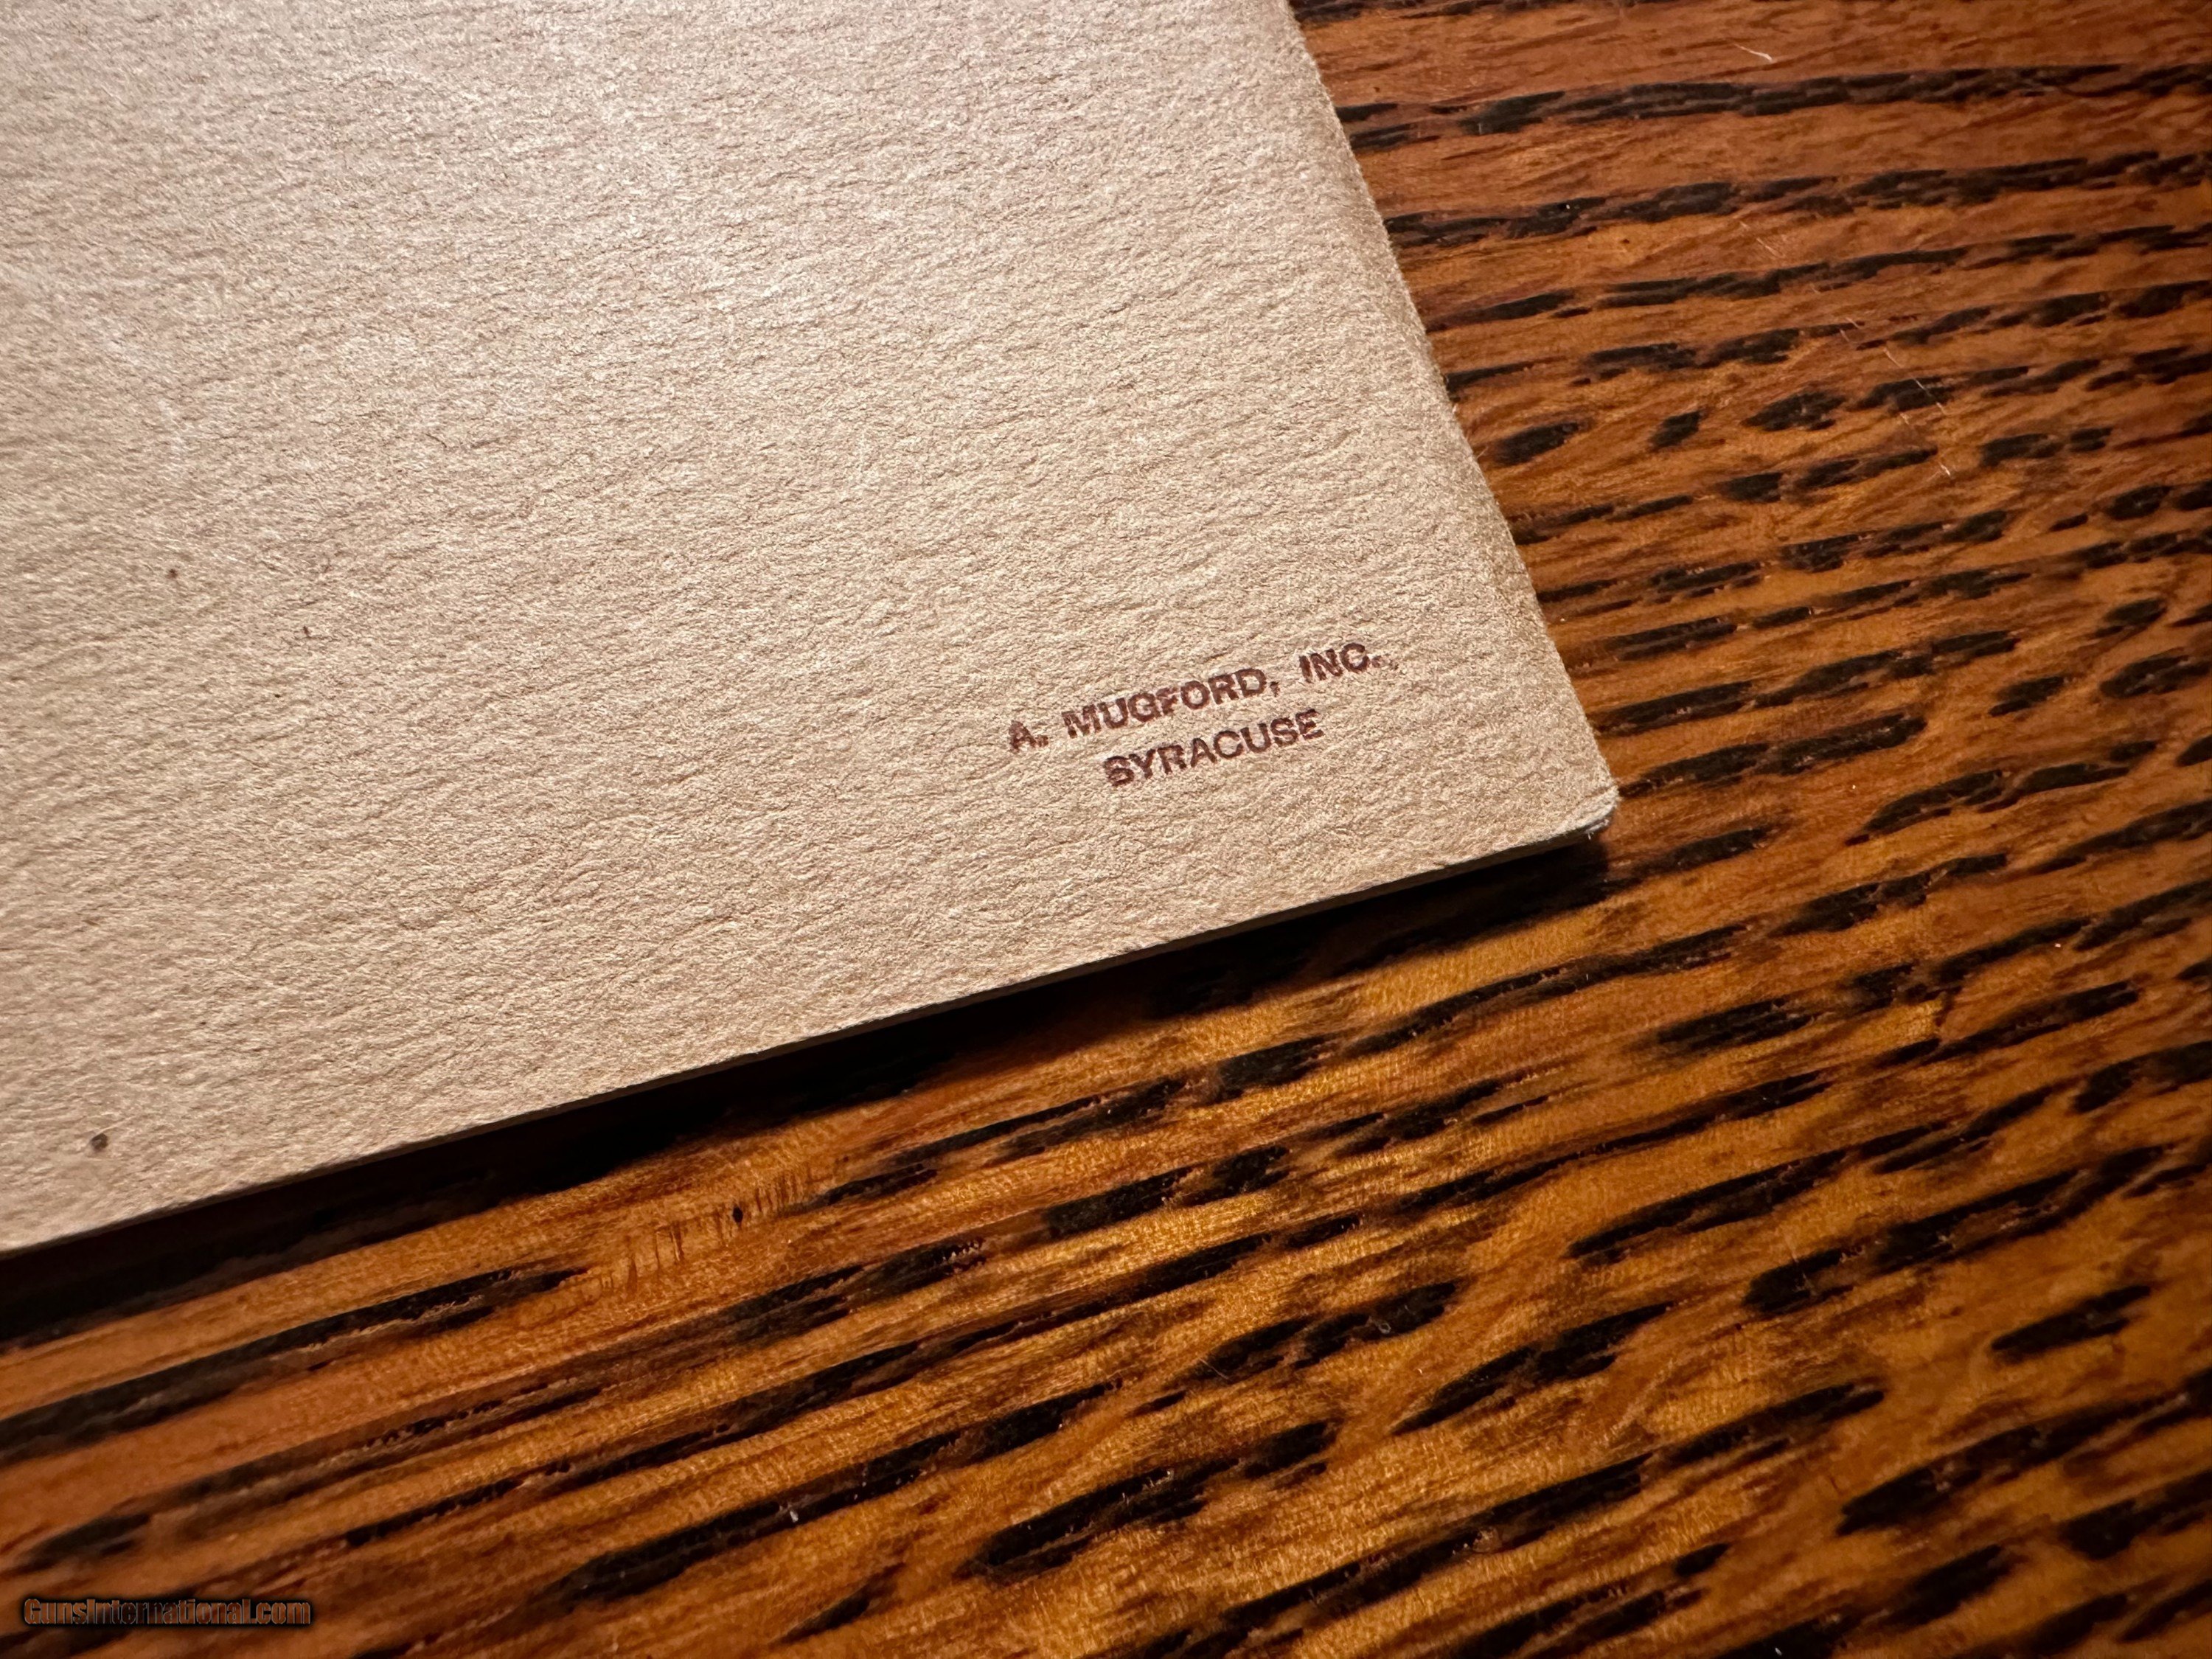 A. MUGFORD, INC.
SYRACUSE
GunsInternational.com